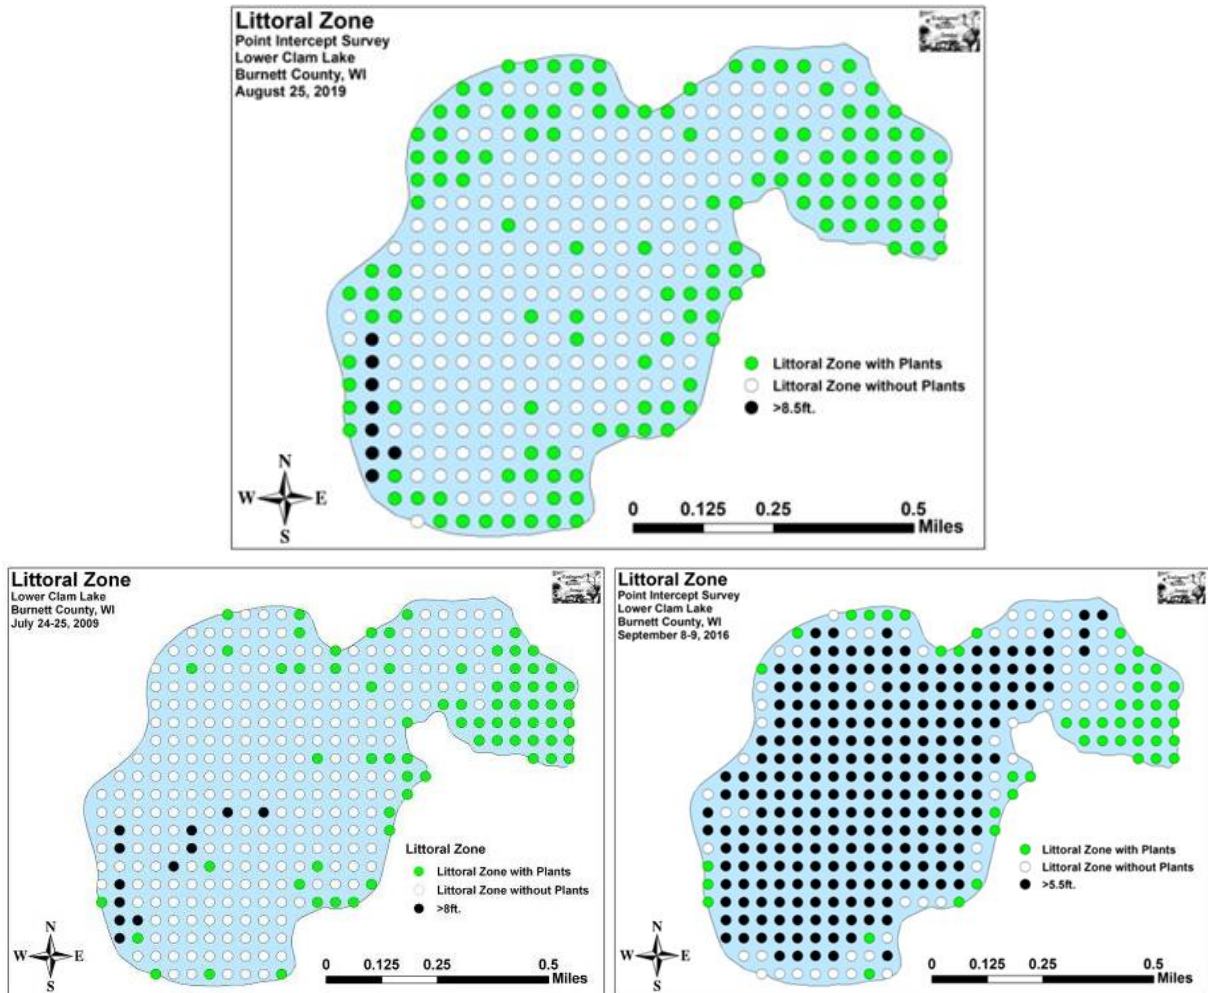 Littoral Zone
Point Intercept Survey
Lower Clam Lake
Burnett County, WI
August 25, 2019
Littoral Zone with Plants
Littoral Zone without Plants
>8.5ft.
N
W E
S
0 0.125 0.25 0.5
Miles
Littoral Zone
Lower Clam Lake
Burnett County, WI
July 24-25, 2009
Littoral Zone
Littoral Zone with Plants
Littoral Zone without Plants
>8ft.
N
W E
S
0 0.125 0.25 0.5
Miles
Littoral Zone
Point Intercept Survey
Lower Clam Lake
Burnett County, WI
September 8-9, 2016
Littoral Zone with Plants
Littoral Zone without Plants
>5.5ft.
N
W E
S
0 0.125 0.25 0.5
Miles